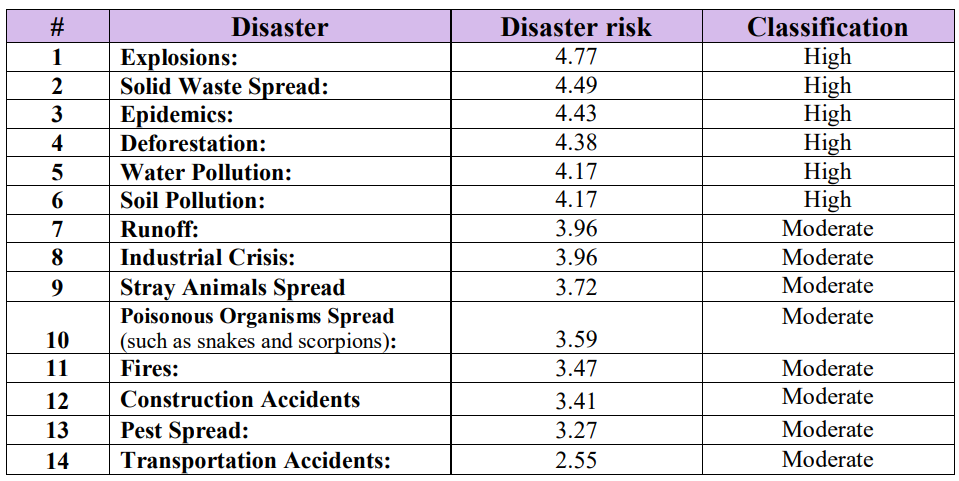 # Disaster Disaster risk Classification
1 Explosions: 4.77 High
2 Solid Waste Spread: 4.49 High
3 Epidemics: 4.43 High
4 Deforestation: 4.38 High
5 Water Pollution: 4.17 High
6 Soil Pollution: 4.17 High
7 Runoff: 3.96 Moderate
8 Industrial Crisis: 3.96 Moderate
9 Stray Animals Spread 3.72 Moderate
Poisonous Organisms Spread Moderate
10 (such as snakes and scorpions): 3.59
11 Fires: 3.47 Moderate
12 Construction Accidents 3.41 Moderate
13 Pest Spread: 3.27 Moderate
14 Transportation Accidents: 2.55 Moderate